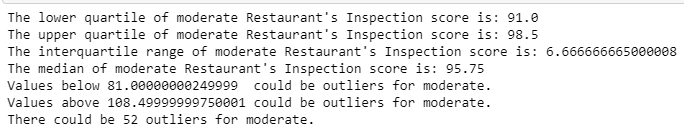 The lower quartile of moderate Restaurant's Inspection score is: 91.0
The upper quartile of moderate Restaurant's Inspection score is: 98.5
The interquartile range of moderate Restaurant's Inspection score is: 6.666666665000008
The median of moderate Restaurant's Inspection score is: 95.75
Values below 81.00000000249999  could be outliers for moderate.
Values above 108.49999999750001 could be outliers for moderate.
There could be 52 outliers for moderate.